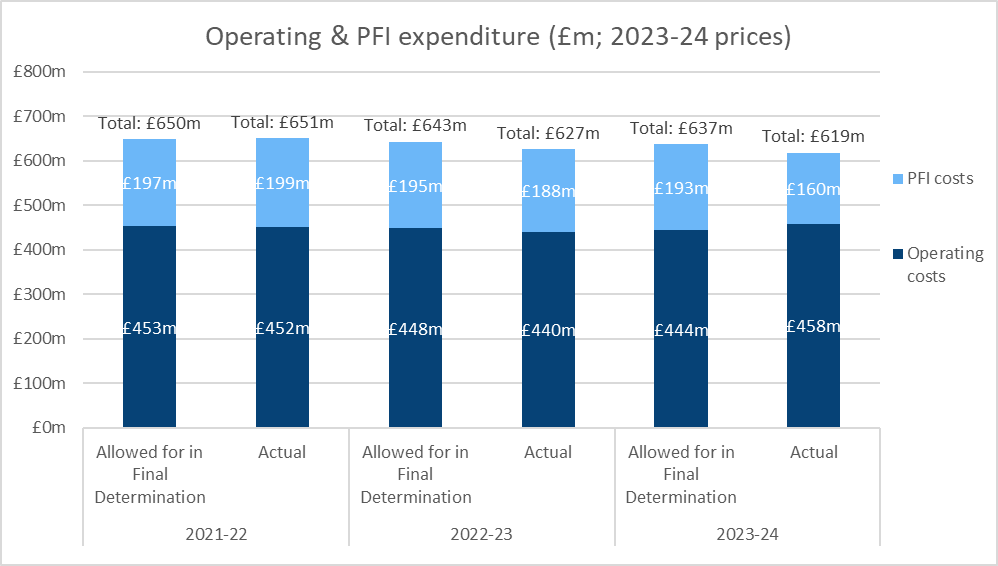 Operating & PFI expenditure (£m; 2023-24 prices)
£800m
£700m
£600m
£500m
£400m
£300m
£200m
£100m
£0m
Total: £650m
Total: £651m
Total: £643m
Total: £627m
Total: £637m
Total: £619m
£197m
£199m
£195m
£188m
£193m
£160m
£453m
£452m
£448m
£440m
£444m
£458m
PFI costs
Operating
costs
Allowed for in
Final
Determination
Actual
Allowed for in
Final
Determination
Actual
Allowed for in
Final
Determination
Actual
2021-22
2022-23
2023-24